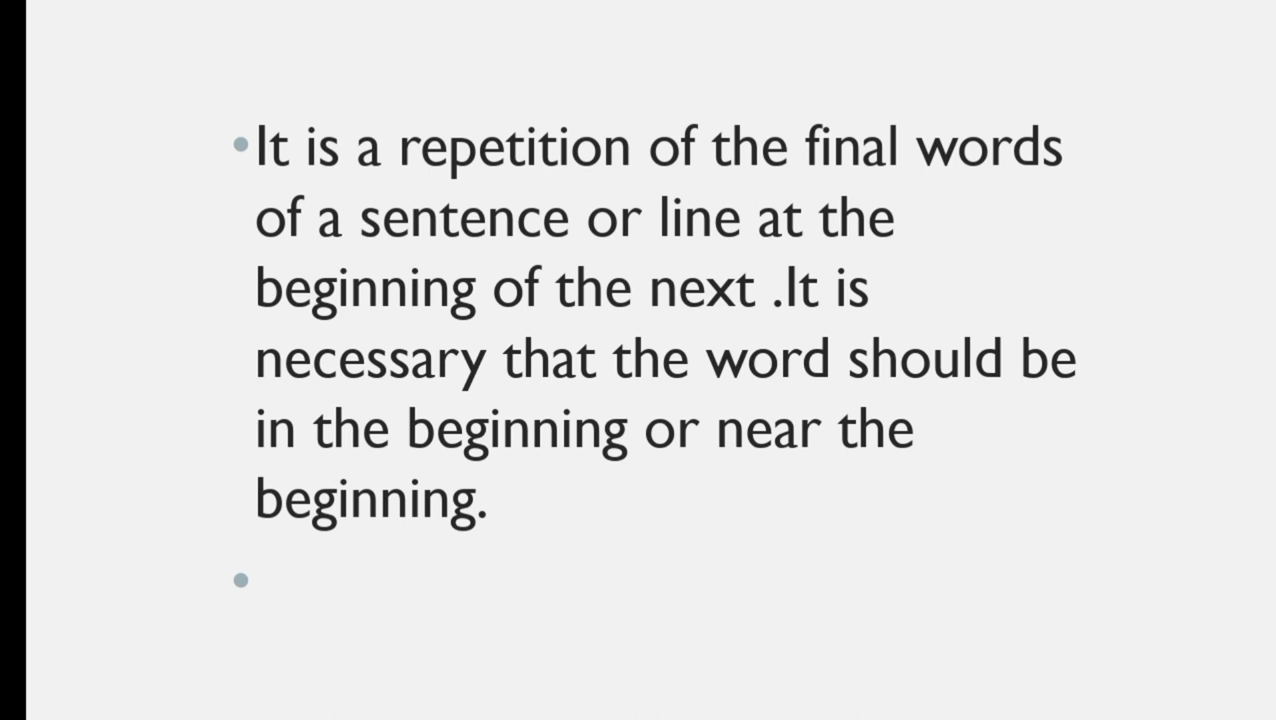 •It is a repetition of the final words
of a sentence or line at the
beginning of the next .It is
necessary that the word should be
in the beginning or near the
beginning.
•